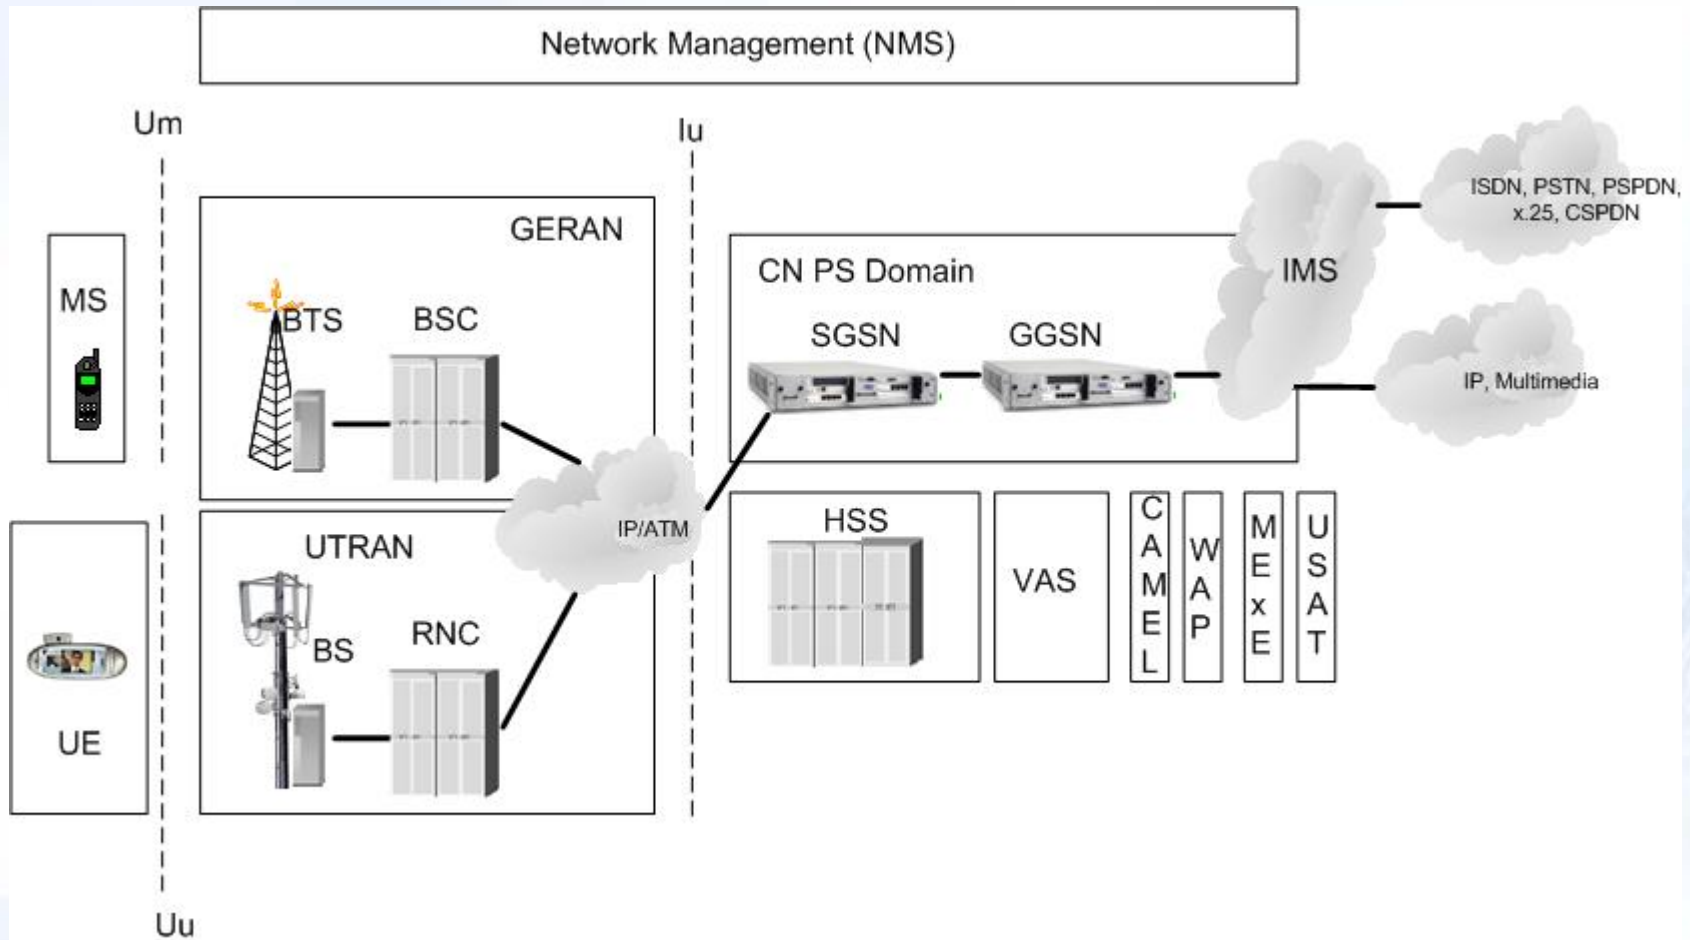 Network Management (NMS)
Um
Iu
GERAN
MS
BTS
BSC
CN PS Domain
SGSN
GGSN
IMS
ISDN, PSTN, PSPDN,
x.25, CSPDN
IP, Multimedia
IP/ATM
UTRAN
BS
RNC
UE
HSS
VAS
CAMEL
WAP
MExE
USAT
Uu